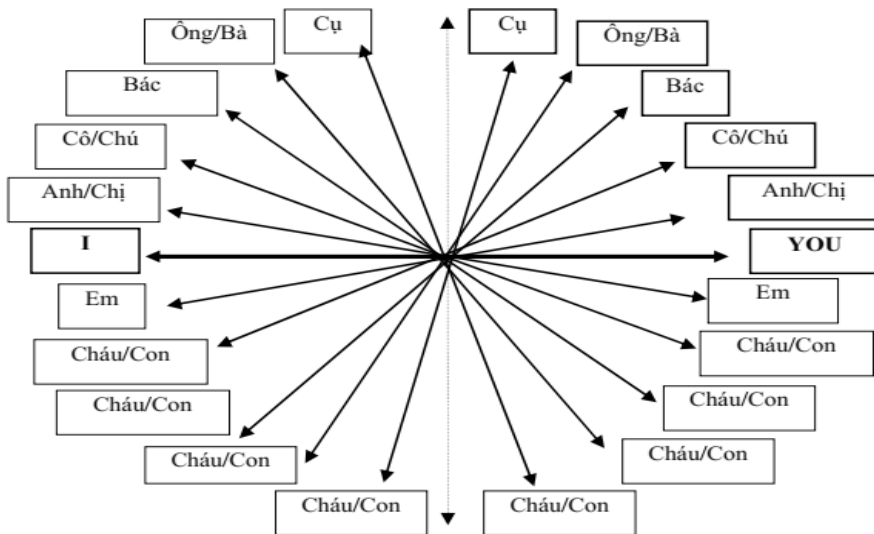 Cụ
Cụ
Ông/Bà
Ông/Bà
Bác
Bác
Cô/Chú
Cô/Chú
Anh/Chị
Anh/Chị
I
YOU
Em
Em
Cháu/Con
Cháu/Con
Cháu/Con
Cháu/Con
Cháu/Con
Cháu/Con
Cháu/Con
Cháu/Con